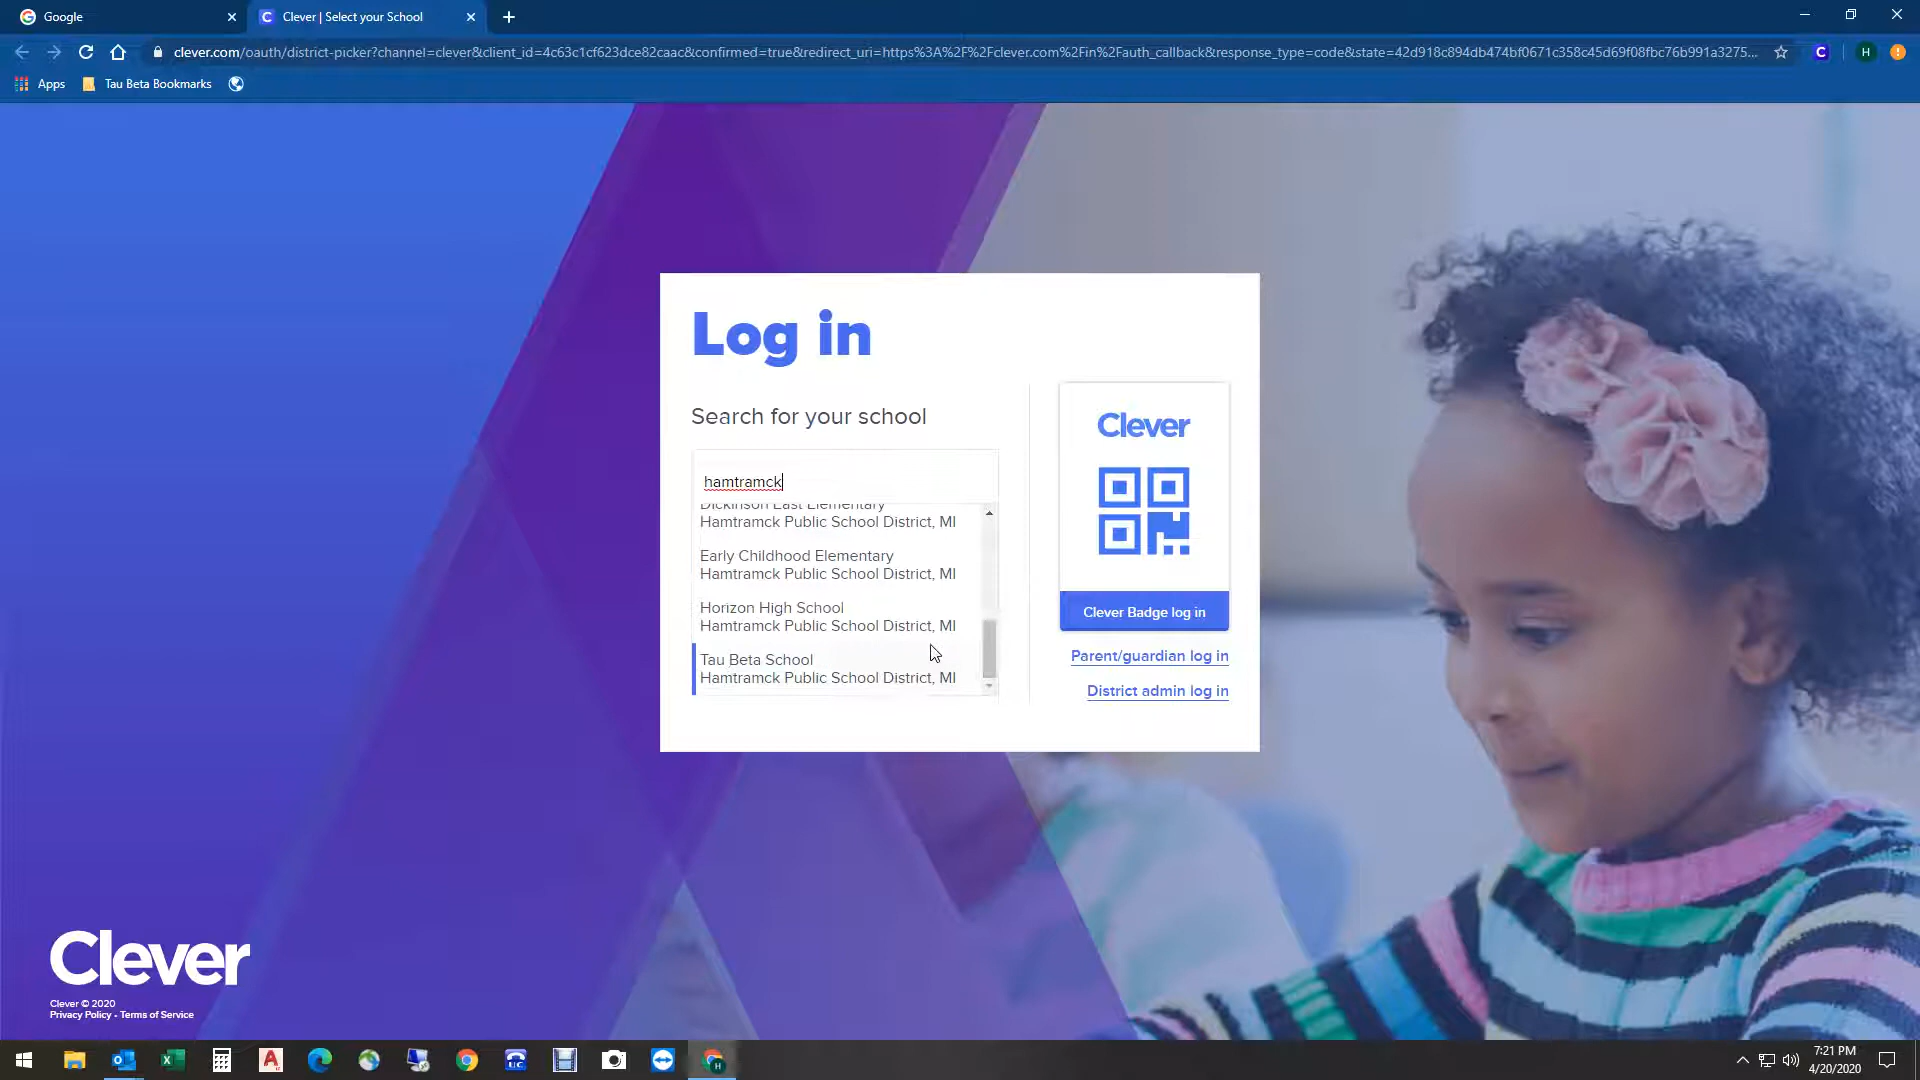 Google
Clever | Select your School
clever.com/oauth/district-picker?channel=clever&client_id=4c63c1cf623dce82caac&confirmed=true&redirect_uri=https%3A%2F%2Fclever.com%2Fin%2Fauth_callback&response_type=code&state=42d918c894db474bf0671c358c45d69f08fbc76b991a3275...
C
H
Apps
Tau Beta Bookmarks
Log in
Search for your school
hamtramck
Dickinson East Elementary
Hamtramck Public School District, MI
Early Childhood Elementary
Hamtramck Public School District, MI
Horizon High School
Hamtramck Public School District, MI
Tau Beta School
Hamtramck Public School District, MI
Clever
Clever Badge log in
Parent/guardian log in
District admin log in
Clever
Clever © 2020
Privacy Policy - Terms of Service
UC
7:21 PM
4/20/2020